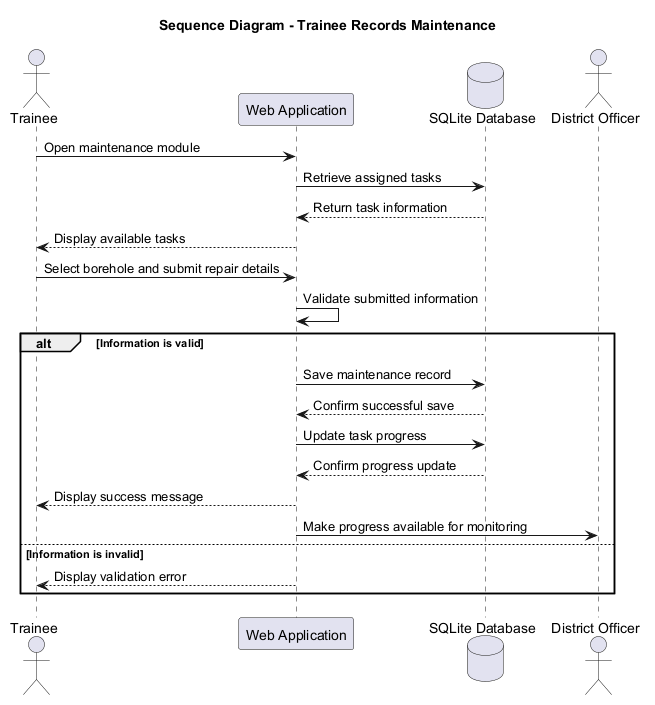 Sequence Diagram - Trainee Records Maintenance
Trainee
Web Application
SQLite Database
District Officer
Open maintenance module
Retrieve assigned tasks
Return task information
Display available tasks
Select borehole and submit repair details
Validate submitted information
alt
[Information is valid]
Save maintenance record
Confirm successful save
Update task progress
Confirm progress update
Display success message
Make progress available for monitoring
[Information is invalid]
Display validation error
Trainee
Web Application
SQLite Database
District Officer